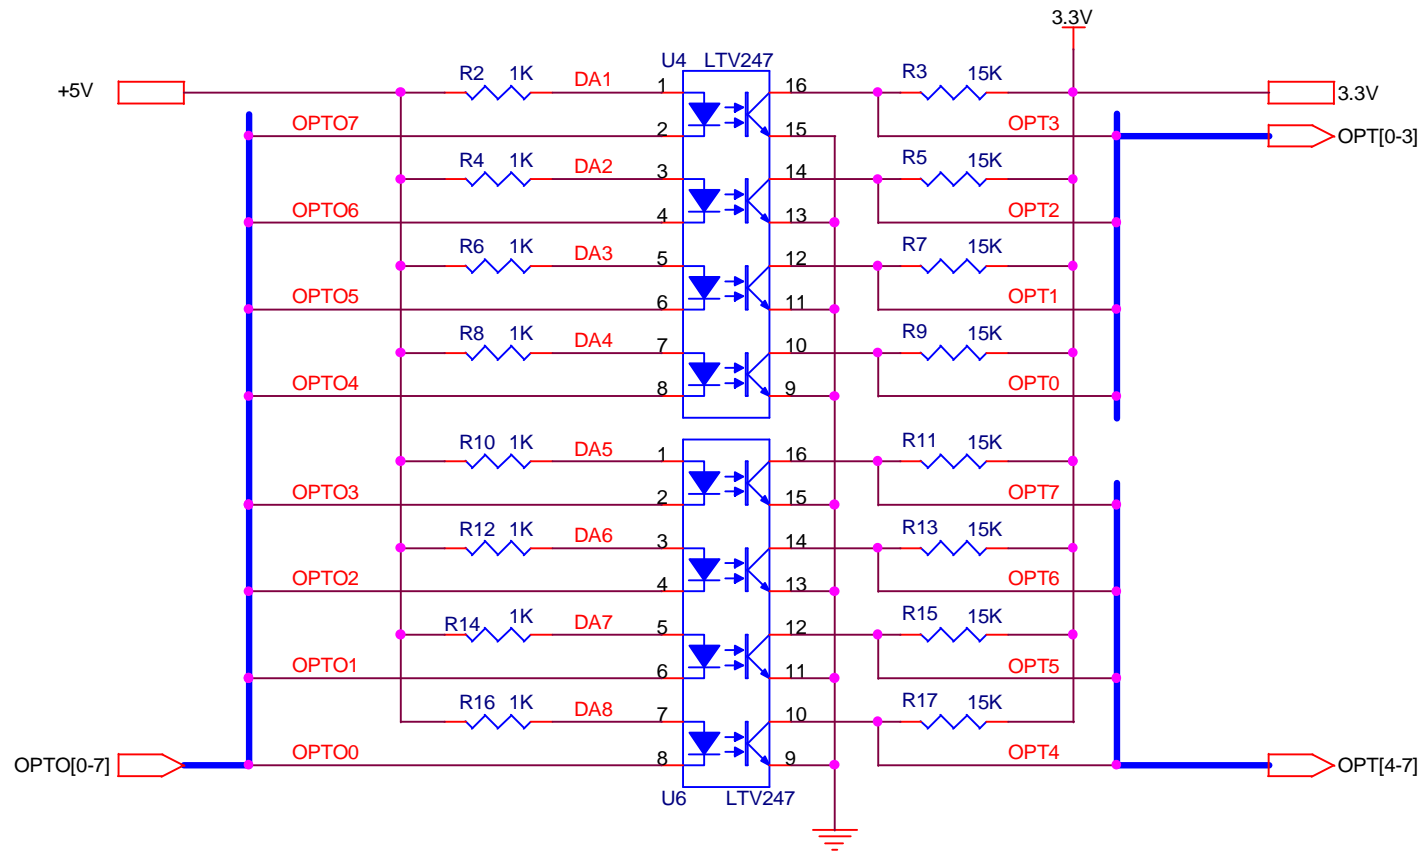 3.3V
U4 LTV247
+5V R2 1K DA1 1 16 R3 15K 3.3V
OPTO7 2 15 OPT3 OPT[0-3]
R4 1K DA2 3 14 R5 15K
OPTO6 4 13 OPT2
R6 1K DA3 5 12 R7 15K
OPTO5 6 11 OPT1
R8 1K DA4 7 10 R9 15K
OPTO4 8 9 OPT0
R10 1K DA5 1 16 R11 15K
OPTO3 2 15 OPT7
R12 1K DA6 3 14 R13 15K
OPTO2 4 13 OPT6
R14 1K DA7 5 12 R15 15K
OPTO1 6 11 OPT5
R16 1K DA8 7 10 R17 15K
OPTO[0-7] OPTO0 8 9 OPT4 OPT[4-7]
U6 LTV247